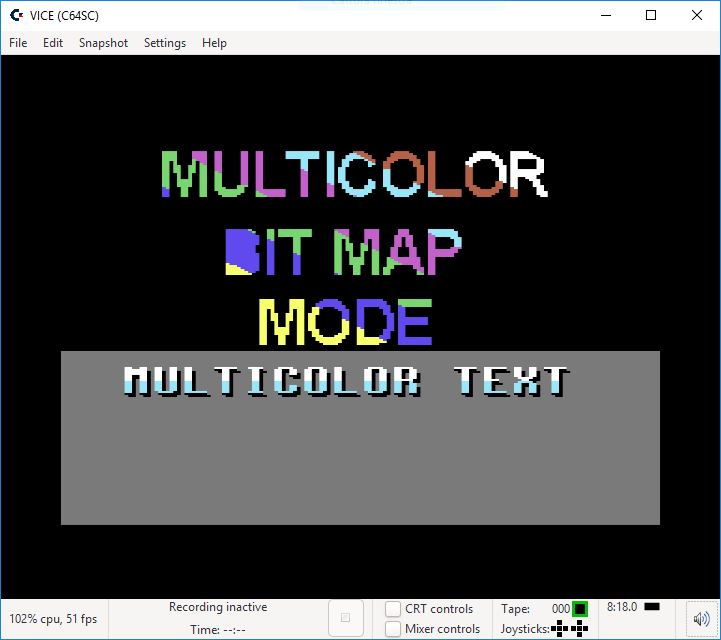 VICE (C64SC)
File Edit Snapshot Settings Help
MULTICOLOR
BIT MAP
MODE
MULTICOLOR TEXT
102% cpu, 51 fps
Recording inactive
Time: --:--
CRT controls
Mixer controls
Tape: 000
Joysticks:
8:18.0